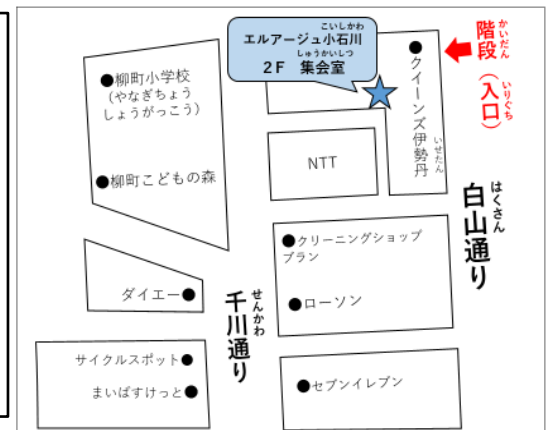 こいしかわ
エルアージュ小石川
しゅうかいしつ
2F 集会室
かいだん
いりぐち
階段（入口）
●クイーンズ伊勢丹
いせたん
●柳町小学校
（やなぎちょう
しょうがっこう）
●柳町こどもの森
NTT
はくさん
白山通り
●クリーニングショップ
ブラン
●ローソン
ダイエー●
せんかわ
千川通り
サイクルスポット●
まいばすけっと●
●セブンイレブン